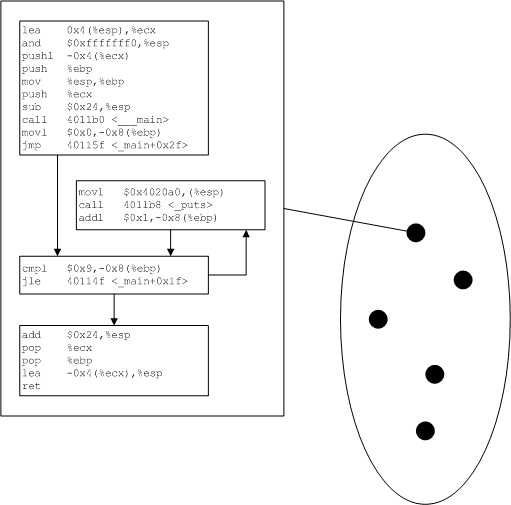 lea 0x4(%esp),%ecx
and $0xfffffff0,%esp
pushl -0x4(%ecx)
push %ebp
mov %esp,%ebp
push %ecx
sub $0x24,%esp
call 4011b0 <___main>
movl $0x0,-0x8(%ebp)
jmp 40115f <_main+0x2f>
movl $0x4020a0,(%esp)
call 4011b8 <_puts>
addl $0x1,-0x8(%ebp)
cmpl $0x9,-0x8(%ebp)
jle 40114f <_main+0x1f>
add $0x24,%esp
pop %ecx
pop %ebp
lea -0x4(%ecx),%esp
ret